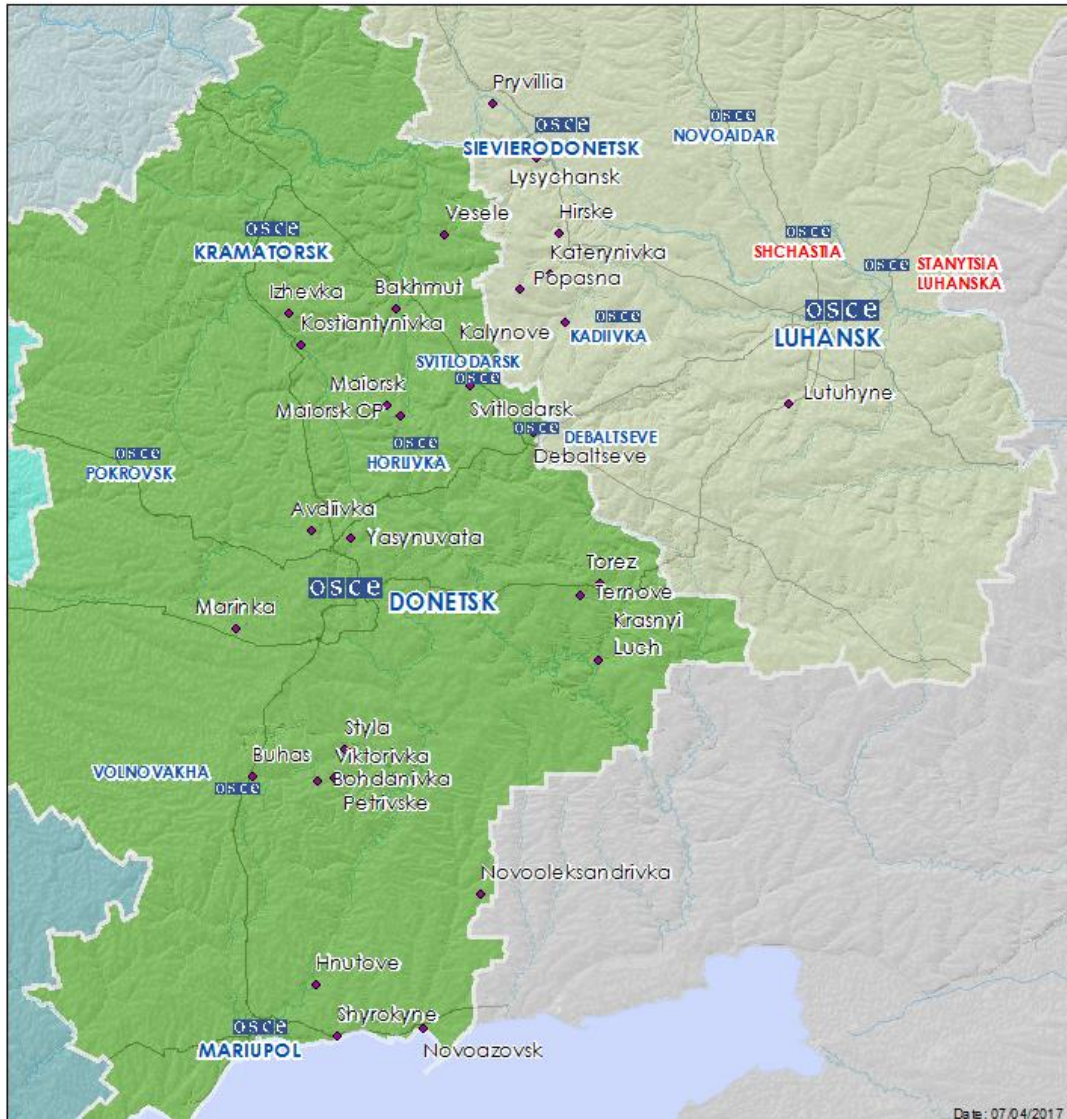 Pryvillia
osce
SIEVIERODONETSK
Lysychansk
osce
NOVOAIDAR
Vesele
Hirske
osce
KRAMATORSK
osce
SHCHASTIA
osce
STANYTSIA
LUHANSKA
Katerynivka
Popasna
Izhevka
Bakhmut
Kostiantynivka
Kalynove
osce
KADIIVKA
osce
LUHANSK
SVITLODARSK
osce
Svitlodarsk
Lutuhyne
Maiorsk
Maiorsk CP
osce
HORLIVKA
osce
DEBALTSEVE
Debaltseve
osce
POKROVSK
Avdiivka
Yasynuvata
osce
DONETSK
Torez
Ternove
Marinka
Krasnyi
Luch
Styla
Buhas
Viktorivka
VOLNOVAKHA
osce
Bohdanivka
Petrivske
Novooleksandrivka
Hnutove
osce
MARIUPOL
Shyrokyne
Novoazovsk
Date: 07/04/2017